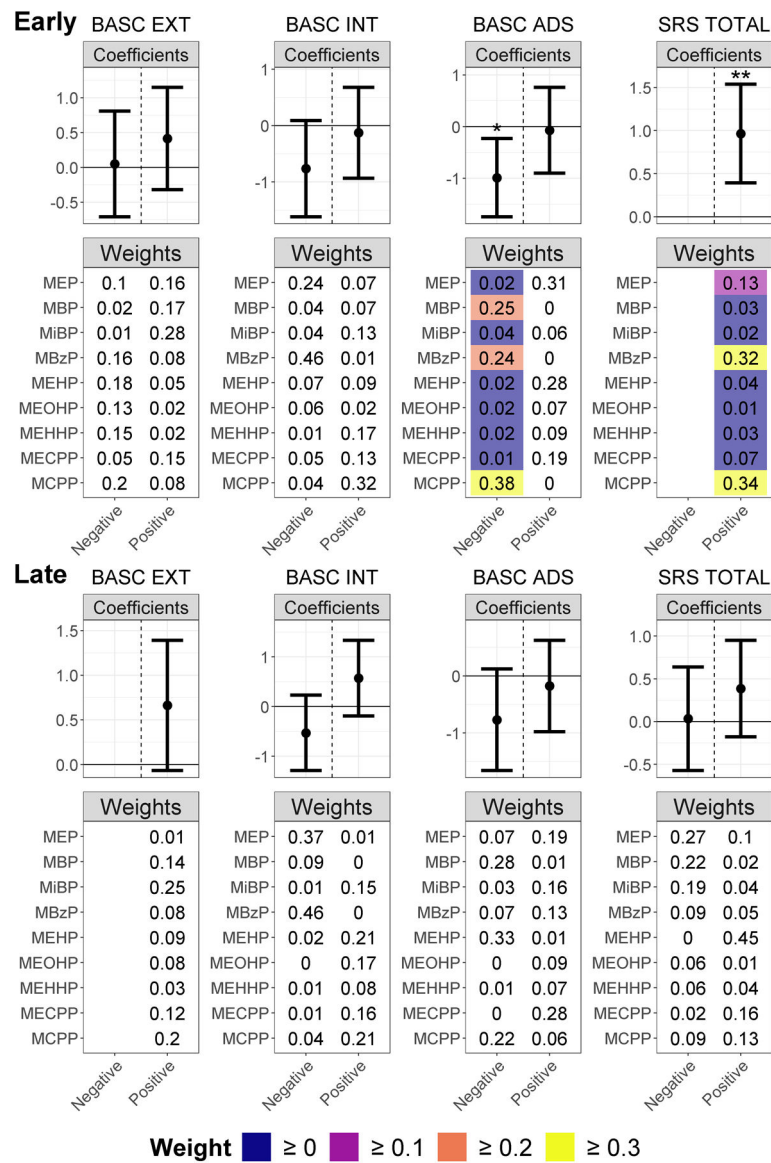 Early BASC EXT BASC INT BASC ADS SRS TOTAL
Coefficients Coefficients Coefficients Coefficients
1.0 0.5 0.0 -0.5
1 0 -1
1 0 -1 *
1.5 1.0 0.5 0.0 **
Weights Weights Weights Weights
MEP 0.1 0.16 MEP 0.24 0.07 MEP 0.02 0.31 MEP 0.13
MBP 0.02 0.17 MBP 0.04 0.07 MBP 0.25 0 MBP 0.03
MiBP 0.01 0.28 MiBP 0.04 0.13 MiBP 0.04 0.06 MiBP 0.02
MBzP 0.16 0.08 MBzP 0.46 0.01 MBzP 0.24 0 MBzP 0.32
MEHP 0.18 0.05 MEHP 0.07 0.09 MEHP 0.02 0.28 MEHP 0.04
MEOHP 0.13 0.02 MEOHP 0.06 0.02 MEOHP 0.02 0.07 MEOHP 0.01
MEHHP 0.15 0.02 MEHHP 0.01 0.17 MEHHP 0.02 0.09 MEHHP 0.03
MECPP 0.05 0.15 MECPP 0.05 0.13 MECPP 0.01 0.19 MECPP 0.07
MCPP 0.2 0.08 MCPP 0.04 0.32 MCPP 0.38 0 MCPP 0.34
Negative Positive Negative Positive Negative Positive Negative Positive
Late BASC EXT BASC INT BASC ADS SRS TOTAL
Coefficients Coefficients Coefficients Coefficients
1.5 1.0 0.5 0.0
1 0 -1
0 -1
1.0 0.5 0.0 -0.5
Weights Weights Weights Weights
MEP 0.01 MEP 0.37 0.01 MEP 0.07 0.19 MEP 0.27 0.1
MBP 0.14 MBP 0.09 0 MBP 0.28 0.01 MBP 0.22 0.02
MiBP 0.25 MiBP 0.01 0.15 MiBP 0.03 0.16 MiBP 0.19 0.04
MBzP 0.08 MBzP 0.46 0 MBzP 0.07 0.13 MBzP 0.09 0.05
MEHP 0.09 MEHP 0.02 0.21 MEHP 0.33 0.01 MEHP 0 0.45
MEOHP 0.08 MEOHP 0 0.17 MEOHP 0 0.09 MEOHP 0.06 0.01
MEHHP 0.03 MEHHP 0.01 0.08 MEHHP 0.01 0.07 MEHHP 0.06 0.04
MECPP 0.12 MECPP 0.01 0.16 MECPP 0 0.28 MECPP 0.02 0.16
MCPP 0.2 MCPP 0.04 0.21 MCPP 0.22 0.06 MCPP 0.09 0.13
Negative Positive Negative Positive Negative Positive Negative Positive
Weight ≥ 0 ≥ 0.1 ≥ 0.2 ≥ 0.3